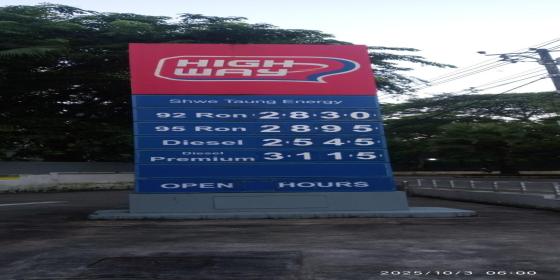 HIGH
WAY
Shwe Taung Energy
92 Ron 2830
95 Ron 2895
Diesel 2545
Diesel
Premium 3115
OPEN HOURS
2025/10/3 06:00